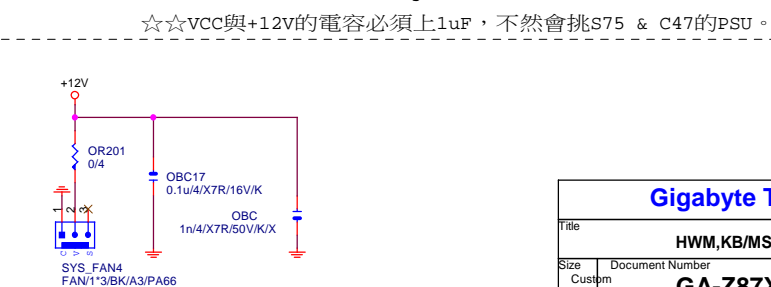 ☆☆VCC與+12V的電容必須上1uF，不然會挑S75 & C47的PSU。
+12V
OR201
0/4
OBC17
0.1u/4/X7R/16V/K
OBC
1n/4/X7R/50V/K/X
1 2 3
C V S
SYS_FAN4
FAN/1*3/BK/A3/PA66
Gigabyte T
Title
HWM,KB/MS
Size
Document Number
Custom